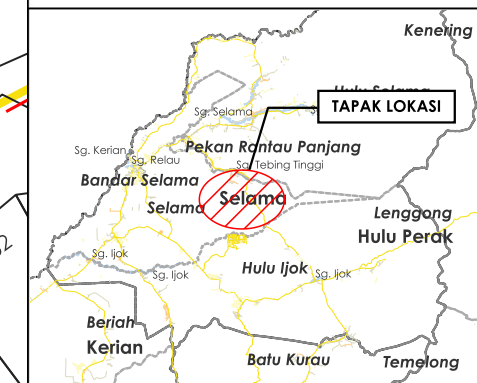 Kenering
Hulu Selama
TAPAK LOKASI
Sg. Selama
Pekan Rantau Panjang
Sg. Kerian
Sg. Relau
Sg. Tebing Tinggi
Bandar Selama
Selama
Selama
Lenggong
Hulu Perak
Sg. Ijok
Sg. Ijok
Hulu Ijok
Sg. Ijok
Beriah
Kerian
Batu Kurau
Temelong